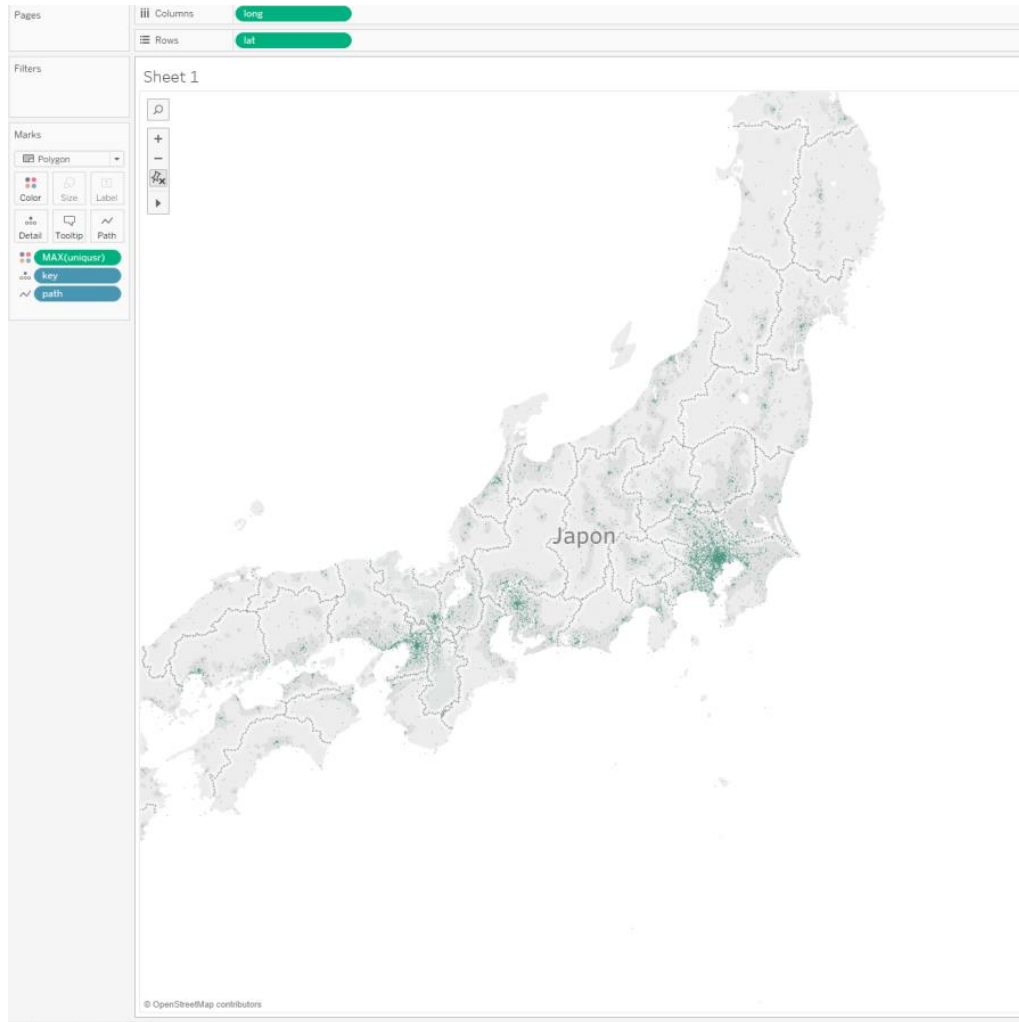 Pages
Columns
long
Rows
lat
Filters
Sheet 1
Marks
Polygon
Color
Size
Label
Detail
Tooltip
Path
MAX(uniqusr)
key
path
Japon
© OpenStreetMap contributors